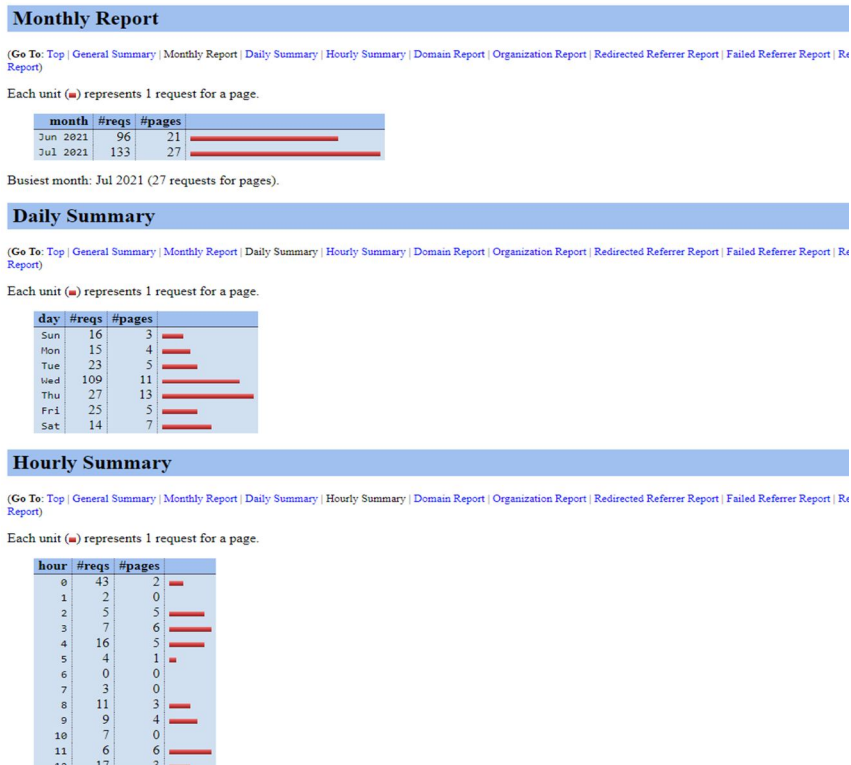 Monthly Report
(Go To: Top | General Summary | Monthly Report | Daily Summary | Hourly Summary | Domain Report | Organization Report | Redirected Referrer Report | Failed Referrer Report | Re
Report)
Each unit ( ) represents 1 request for a page.
month #reqs #pages
Jun 2021 96 21
Jul 2021 133 27
Busiest month: Jul 2021 (27 requests for pages).
Daily Summary
(Go To: Top | General Summary | Monthly Report | Daily Summary | Hourly Summary | Domain Report | Organization Report | Redirected Referrer Report | Failed Referrer Report | Re
Report)
Each unit ( ) represents 1 request for a page.
day #reqs #pages
Sun 16 3
Mon 15 4
Tue 23 5
Wed 109 11
Thu 27 13
Fri 25 5
Sat 14 7
Hourly Summary
(Go To: Top | General Summary | Monthly Report | Daily Summary | Hourly Summary | Domain Report | Organization Report | Redirected Referrer Report | Failed Referrer Report | Re
Report)
Each unit ( ) represents 1 request for a page.
hour #reqs #pages
0 43 2
1 2 0
2 5 5
3 7 6
4 16 5
5 4 1
6 0 0
7 3 0
8 11 3
9 9 4
10 7 0
11 6 6
12 17 3